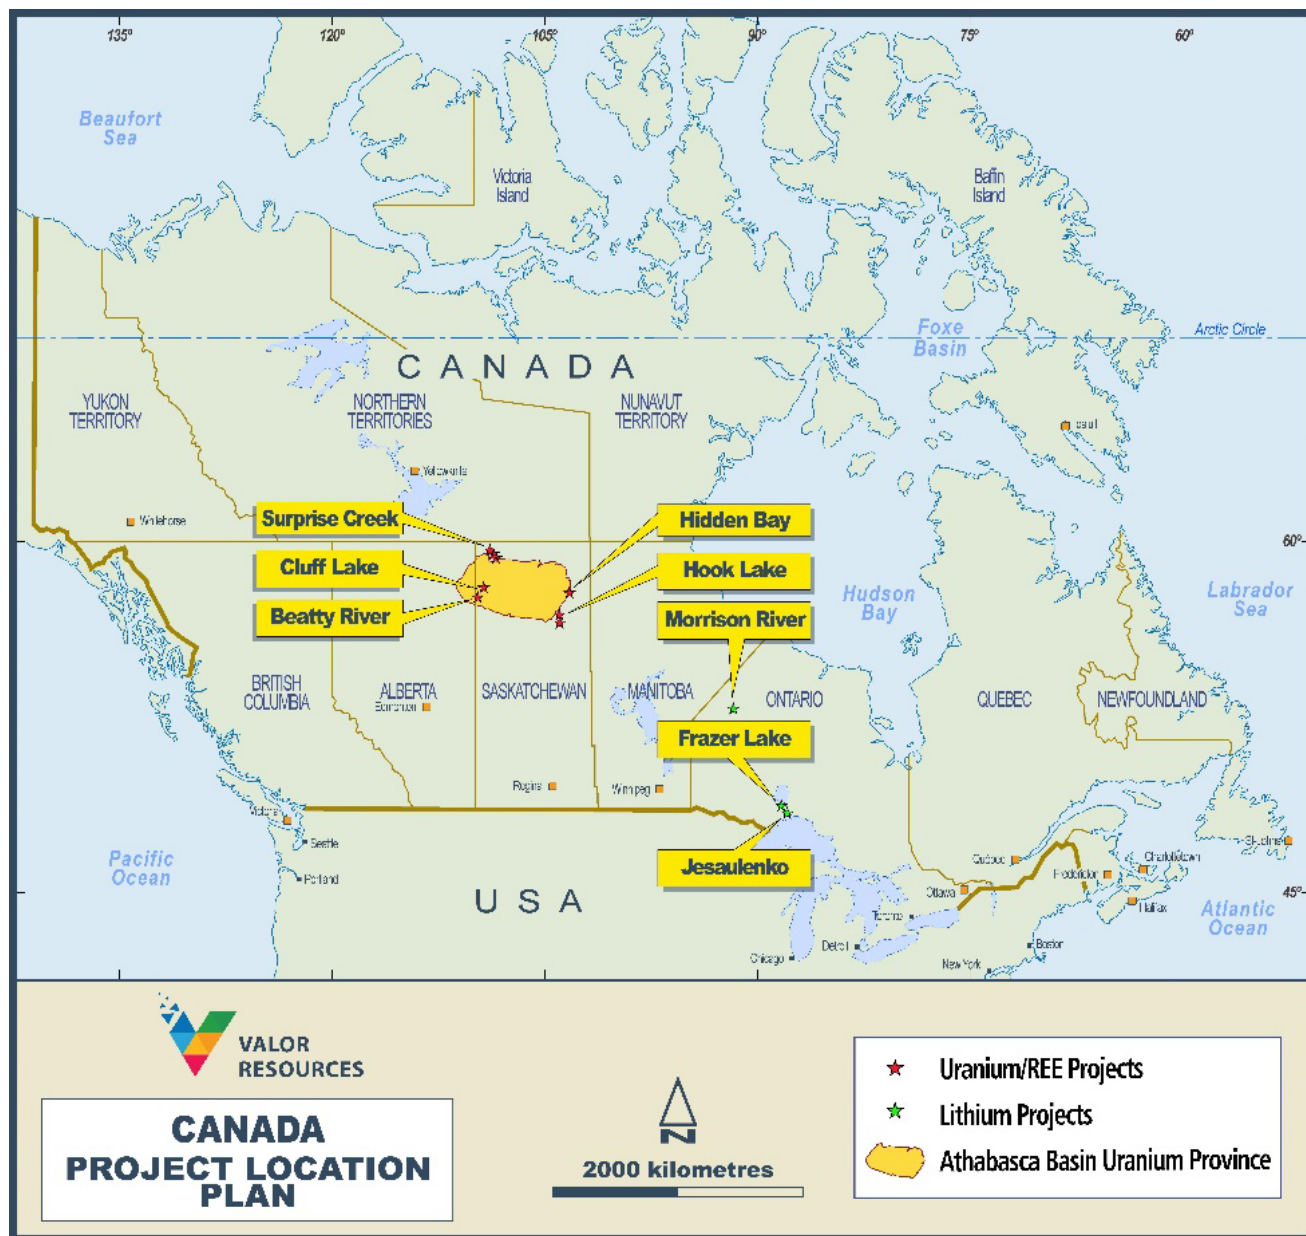 135°
120°
105°
90°
75°
60°
Beaufort
Sea
Victoria
Island
Baffin
Island
Foxe
Basin
Arctic Circle
CANADA
YUKON
TERRITORY
NORTHERN
TERRITORIES
NUNAVUT
TERRITORY
Yellowknife
Whitehorse
Surprise Creek
Hidden Bay
60°
Cluff Lake
Hook Lake
Beatty River
Morrison River
Hudson
Bay
Labrador
Sea
BRITISH
COLUMBIA
ALBERTA
Edmonton
SASKATCHEWAN
MANITOBA
ONTARIO
QUEBEC
NEWFOUNDLAND
Frazer Lake
Regina
Winnipeg
Victoria
Seattle
Portland
Pacific
Ocean
Jesaulenko
USA
St Johns
Québec
Charlottetown
Fredericton
Ottawa
Halifax
45°
Toronto
Atlantic
Ocean
Detroit
Boston
Chicago
New York
VALOR
RESOURCES
CANADA
PROJECT LOCATION
PLAN
N
2000 kilometres
Uranium/REE Projects
Lithium Projects
Athabasca Basin Uranium Province